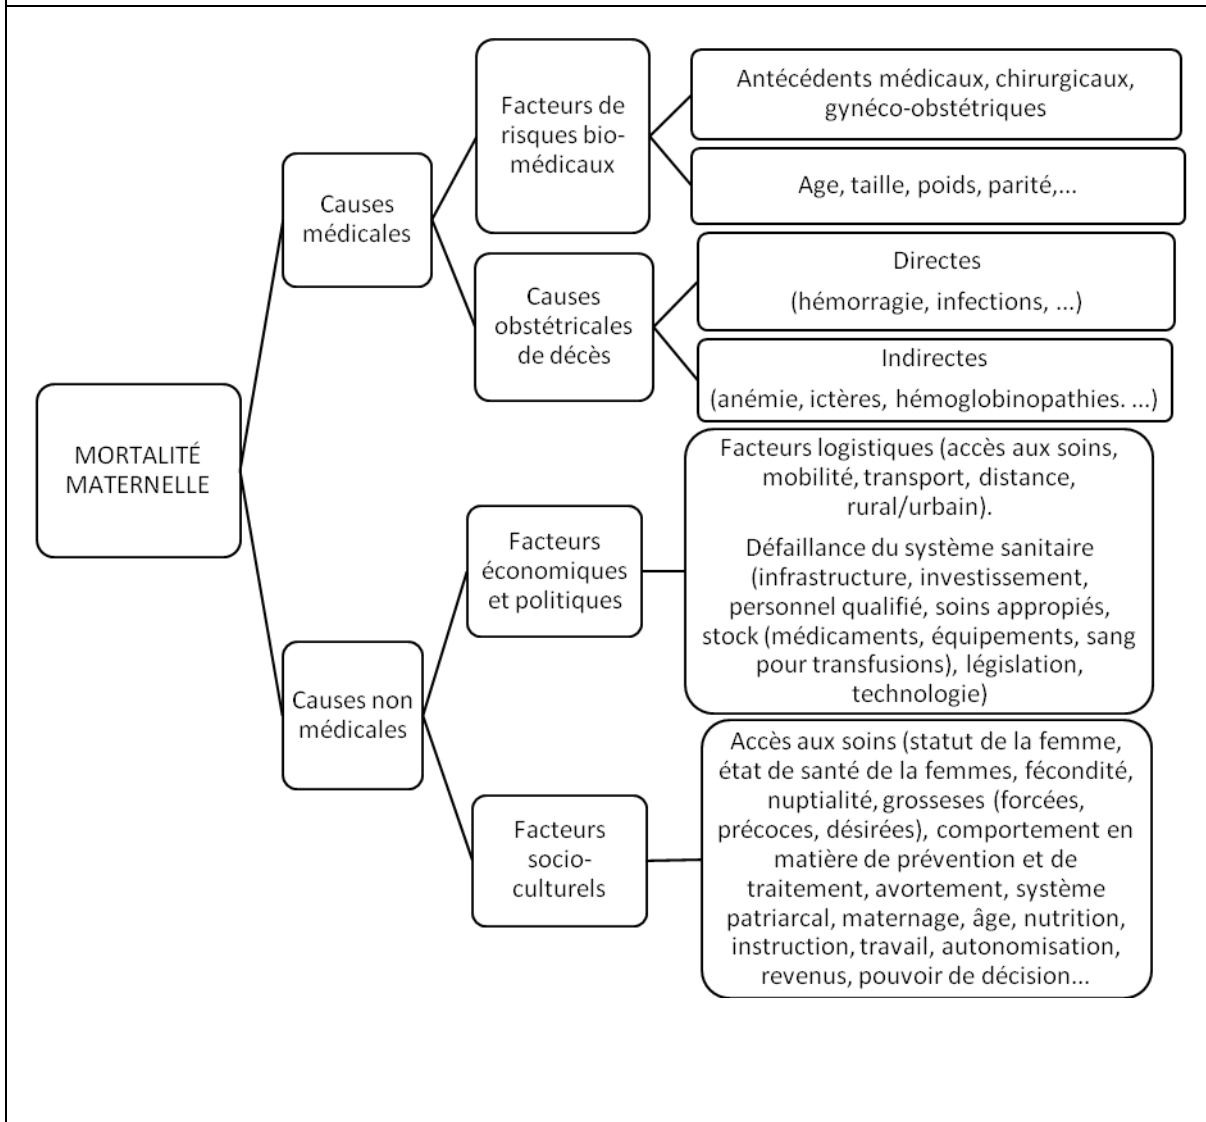 MORTALITÉ
MATERNELLE
Causes
médicales
Facteurs de
risques bio-
médicaux
Antécédents médicaux, chirurgicaux,
gynéco-obstétriques
Age, taille, poids, parité,...
Causes
obstétricales
de décès
Directes
(hémorragie, infections, ...)
Indirectes
(anémie, ictères, hémoglobinopathies. ...)
Causes non
médicales
Facteurs
économiques
et politiques
Facteurs logistiques (accès aux soins,
mobilité, transport, distance,
rural/urbain).
Défaillance du système sanitaire
(infrastructure, investissement,
personnel qualifié, soins appropiés,
stock (médicaments, équipements, sang
pour transfusions), législation,
technologie)
Facteurs
socio-
culturels
Accès aux soins (statut de la femme,
état de santé de la femmes, fécondité,
nuptialité, grosseses (forcées,
précoces, désirées), comportement en
matière de prévention et de
traitement, avortement, système
patriarcal, maternage, âge, nutrition,
instruction, travail, autonomisation,
revenus, pouvoir de décision...